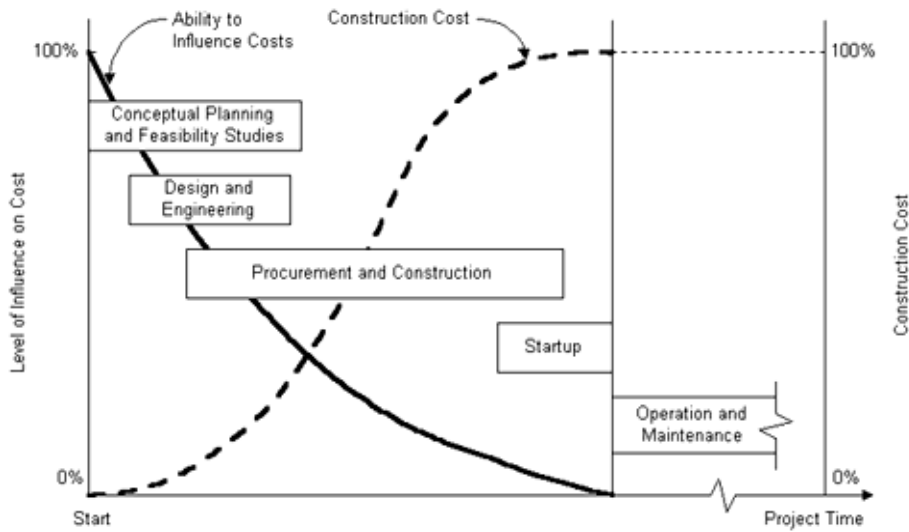 Ability to
Influence Costs
Construction Cost
100%
100%
Conceptual Planning
and Feasibility Studies
Design and
Engineering
Procurement and Construction
Startup
Operation and
Maintenance
Level of Influence on Cost
Construction Cost
0%
0%
Start
Project Time